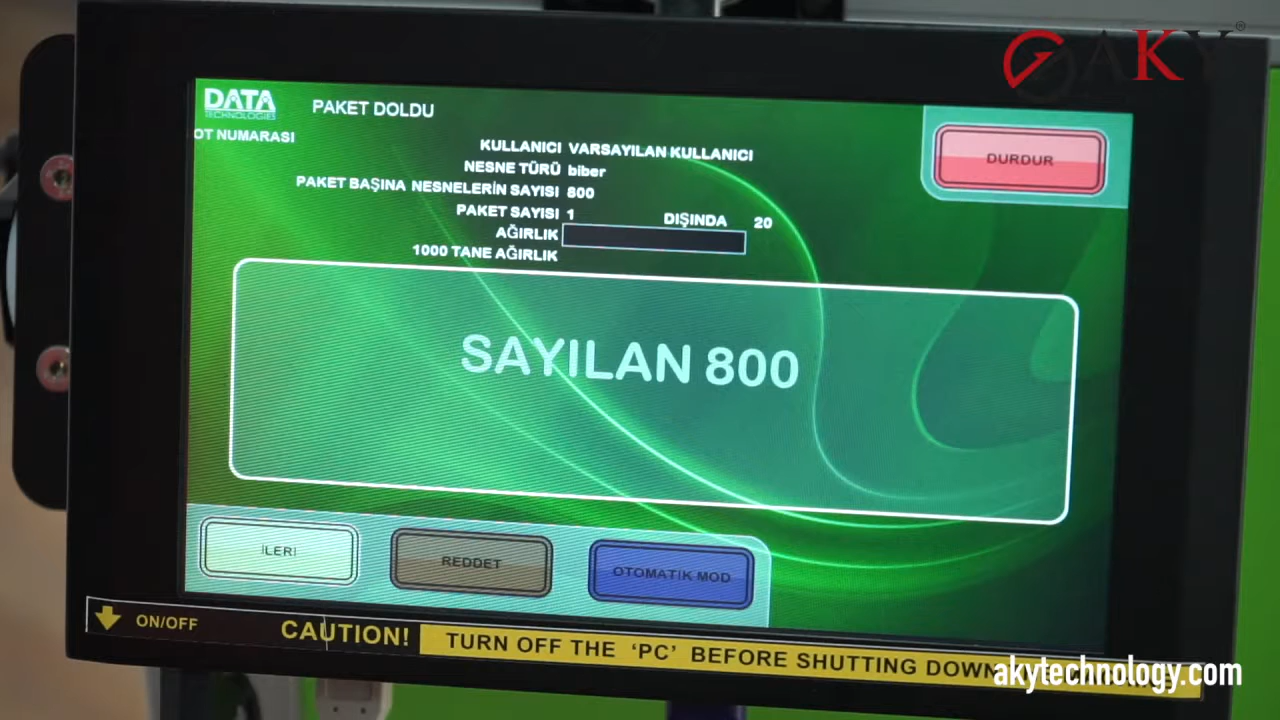 AKY
DATA
TECHNOLOGIES
PAKET DOLDU
OT NUMARASI
DURDUR
KULLANICI VARSAYILAN KULLANICI
NESNE TÜRÜ biber
PAKET BAŞINA NESNELERİN SAYISI 800
PAKET SAYISI 1 DIŞINDA 20
AĞIRLIK
1000 TANE AĞIRLIK
SAYILAN 800
İLERİ
REDDET
OTOMATİK MOD
ON/OFF
CAUTION!
TURN OFF THE 'PC' BEFORE SHUTTING DOWN
akytechnology.com